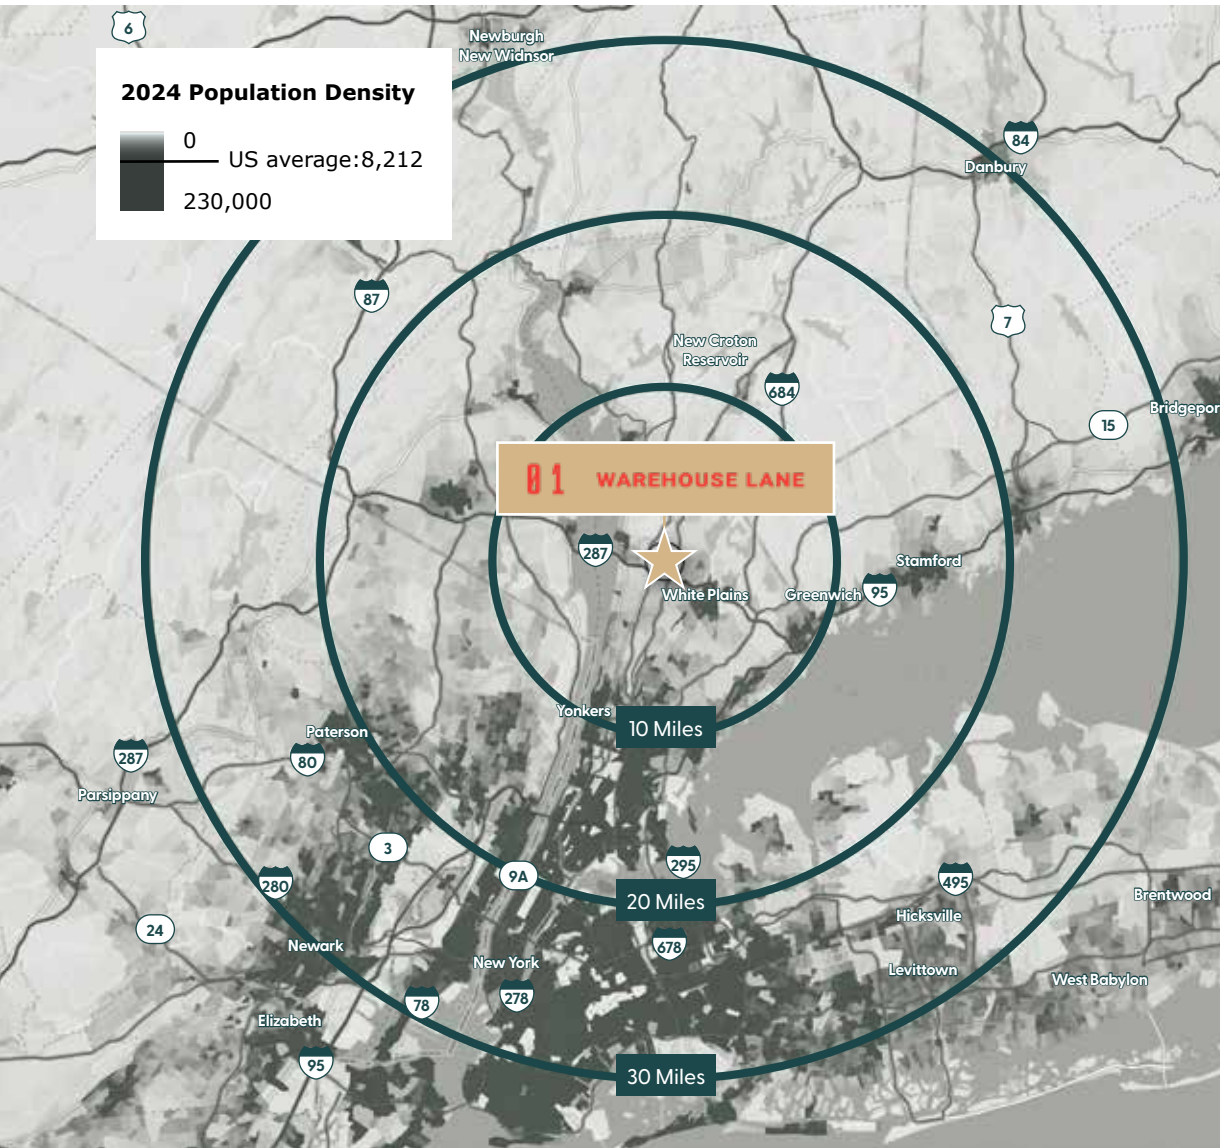 6
Newburgh
New Widnsor
2024 Population Density
0
US average:8,212
230,000
84
Danbury
87
7
New Croton
Reservoir
684
15
Bridgepor
01 WAREHOUSE LANE
287
Stamford
White Plains
Greenwich
95
Yonkers
10 Miles
Paterson
287
80
Parsippany
3
295
9A
280
495
20 Miles
Brentwood
24
Hicksville
Newark
678
New York
Levittown
West Babylon
78
278
Elizabeth
95
30 Miles